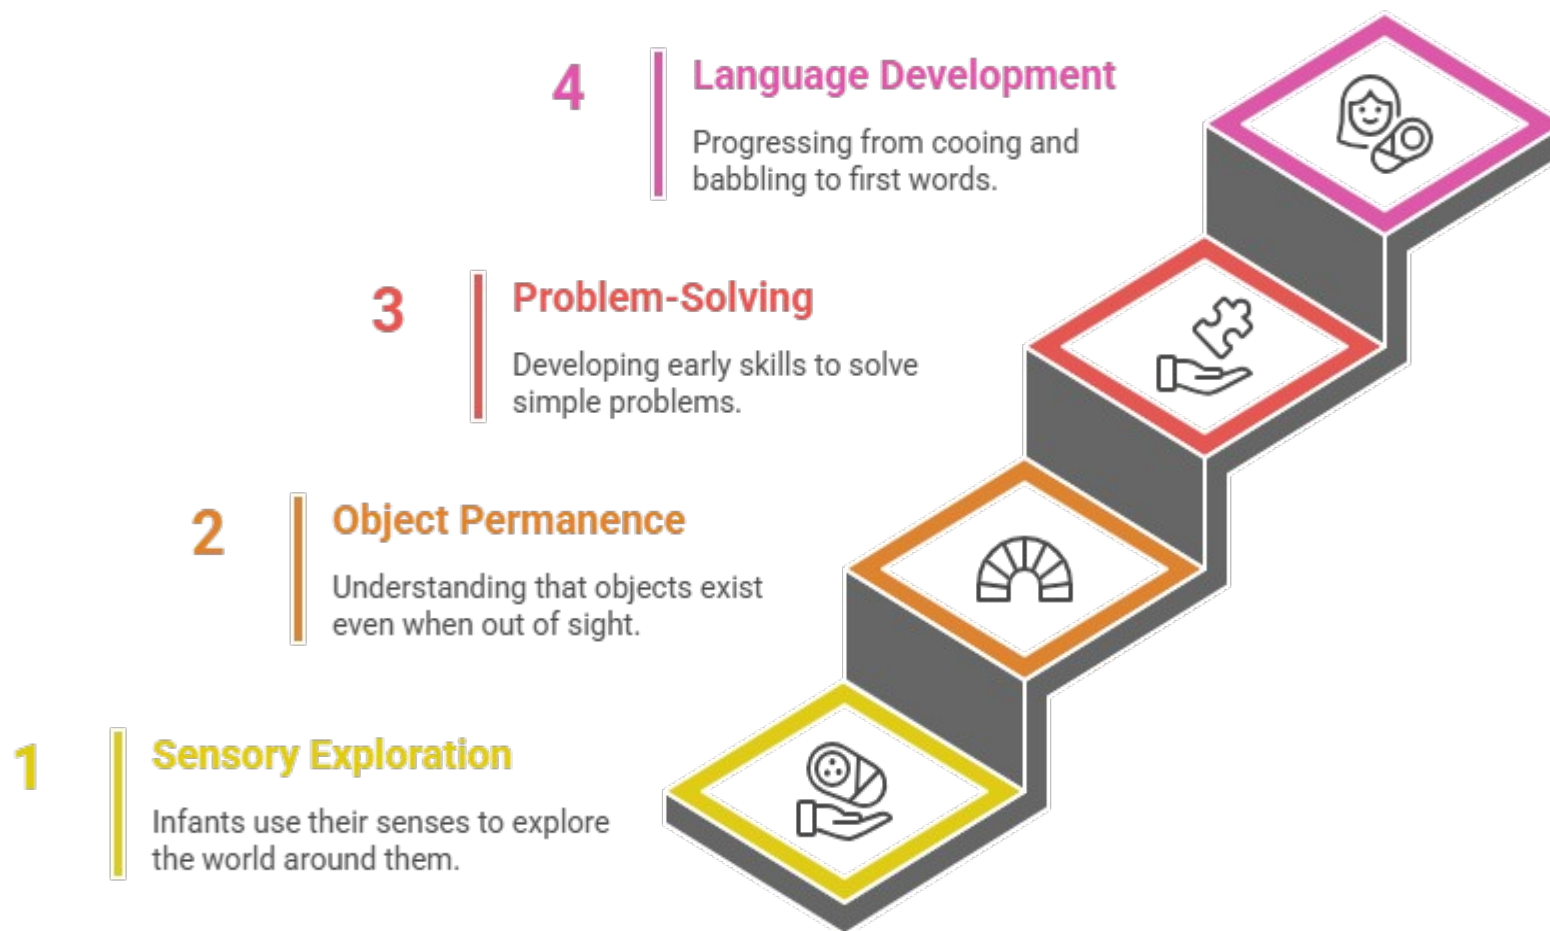 4
Language Development
Progressing from cooing and
babbling to first words.
3
Problem-Solving
Developing early skills to solve
simple problems.
2
Object Permanence
Understanding that objects exist
even when out of sight.
1
Sensory Exploration
Infants use their senses to explore
the world around them.